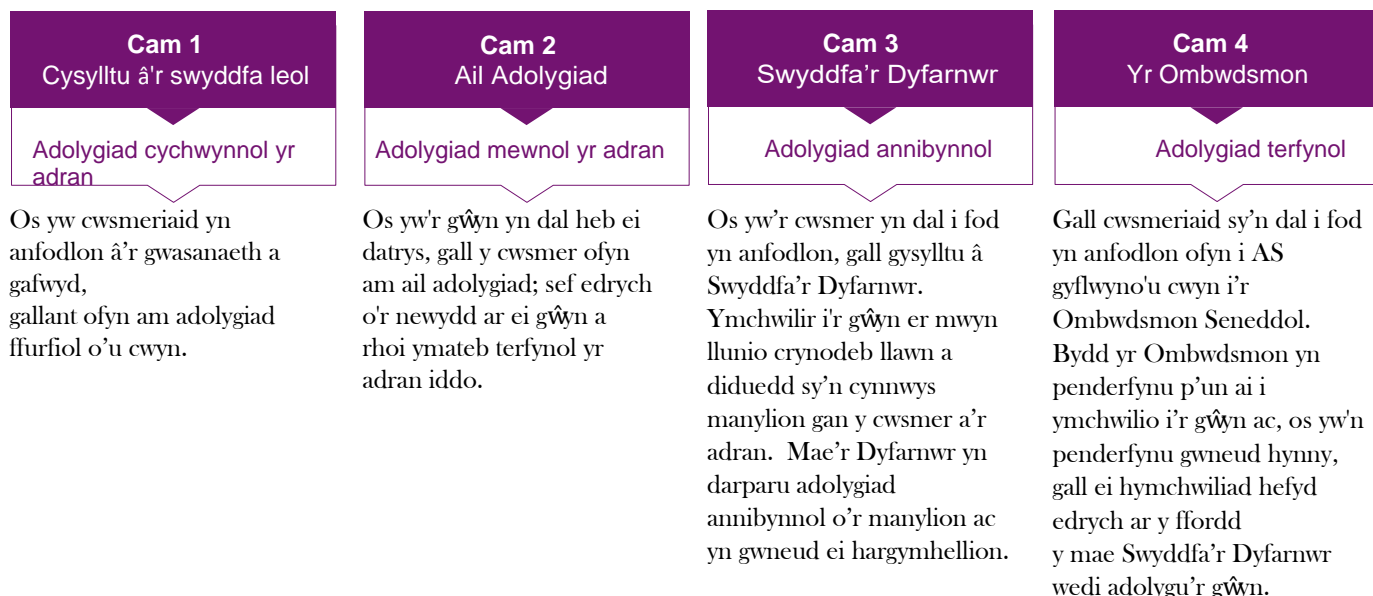 Cam 1
Cysylltu â'r swyddfa leol
Adolygiad cychwynnol yr
adran
Os yw cwsmeriaid yn
anfodlon â’r gwasanaeth a
gafwyd,
gallant ofyn am adolygiad
ffurfiol o’u cwyn.
Cam 2
Ail Adolygiad
Adolygiad mewnol yr adran
Os yw'r gŵyn yn dal heb ei
datrys, gall y cwsmer ofyn
am ail adolygiad; sef edrych
o'r newydd ar ei gŵyn a
rhoi ymateb terfynol yr
adran iddo.
Cam 3
Swyddfa’r Dyfarnwr
Adolygiad annibynnol
Os yw’r cwsmer yn dal i fod
yn anfodlon, gall gysylltu â
Swyddfa’r Dyfarnwr.
Ymchwilir i'r gŵyn er mwyn
llunio crynodeb llawn a
diduedd sy’n cynnwys
manylion gan y cwsmer a’r
adran. Mae’r Dyfarnwr yn
darparu adolygiad
annibynnol o’r manylion ac
yn gwneud ei hargymhellion.
Cam 4
Yr Ombwdsmon
Adolygiad terfynol
Gall cwsmeriaid sy’n dal i fod
yn anfodlon ofyn i AS
gyflwyno'u cwyn i’r
Ombwdsmon Seneddol.
Bydd yr Ombwdsmon yn
penderfynu p’un ai i
ymchwilio i’r gŵyn ac, os yw'n
penderfynu gwneud hynny,
gall ei hymchwiliad hefyd
edrych ar y ffordd
y mae Swyddfa’r Dyfarnwr
wedi adolygu’r gŵyn.